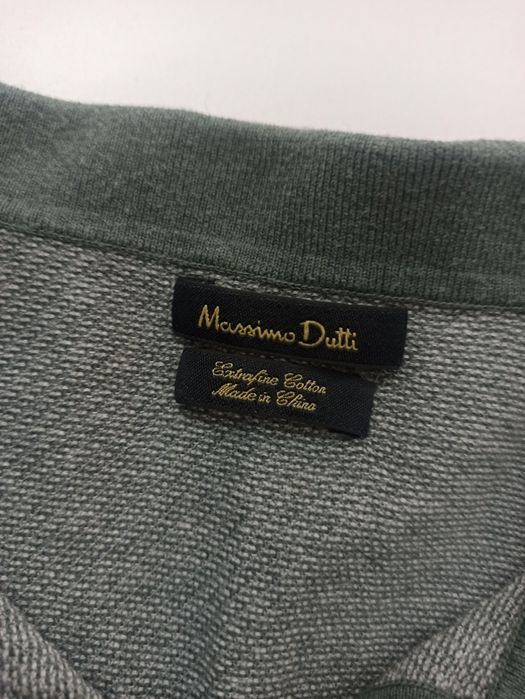 Massimo Dutti
Extrafine Cotton
Made in China